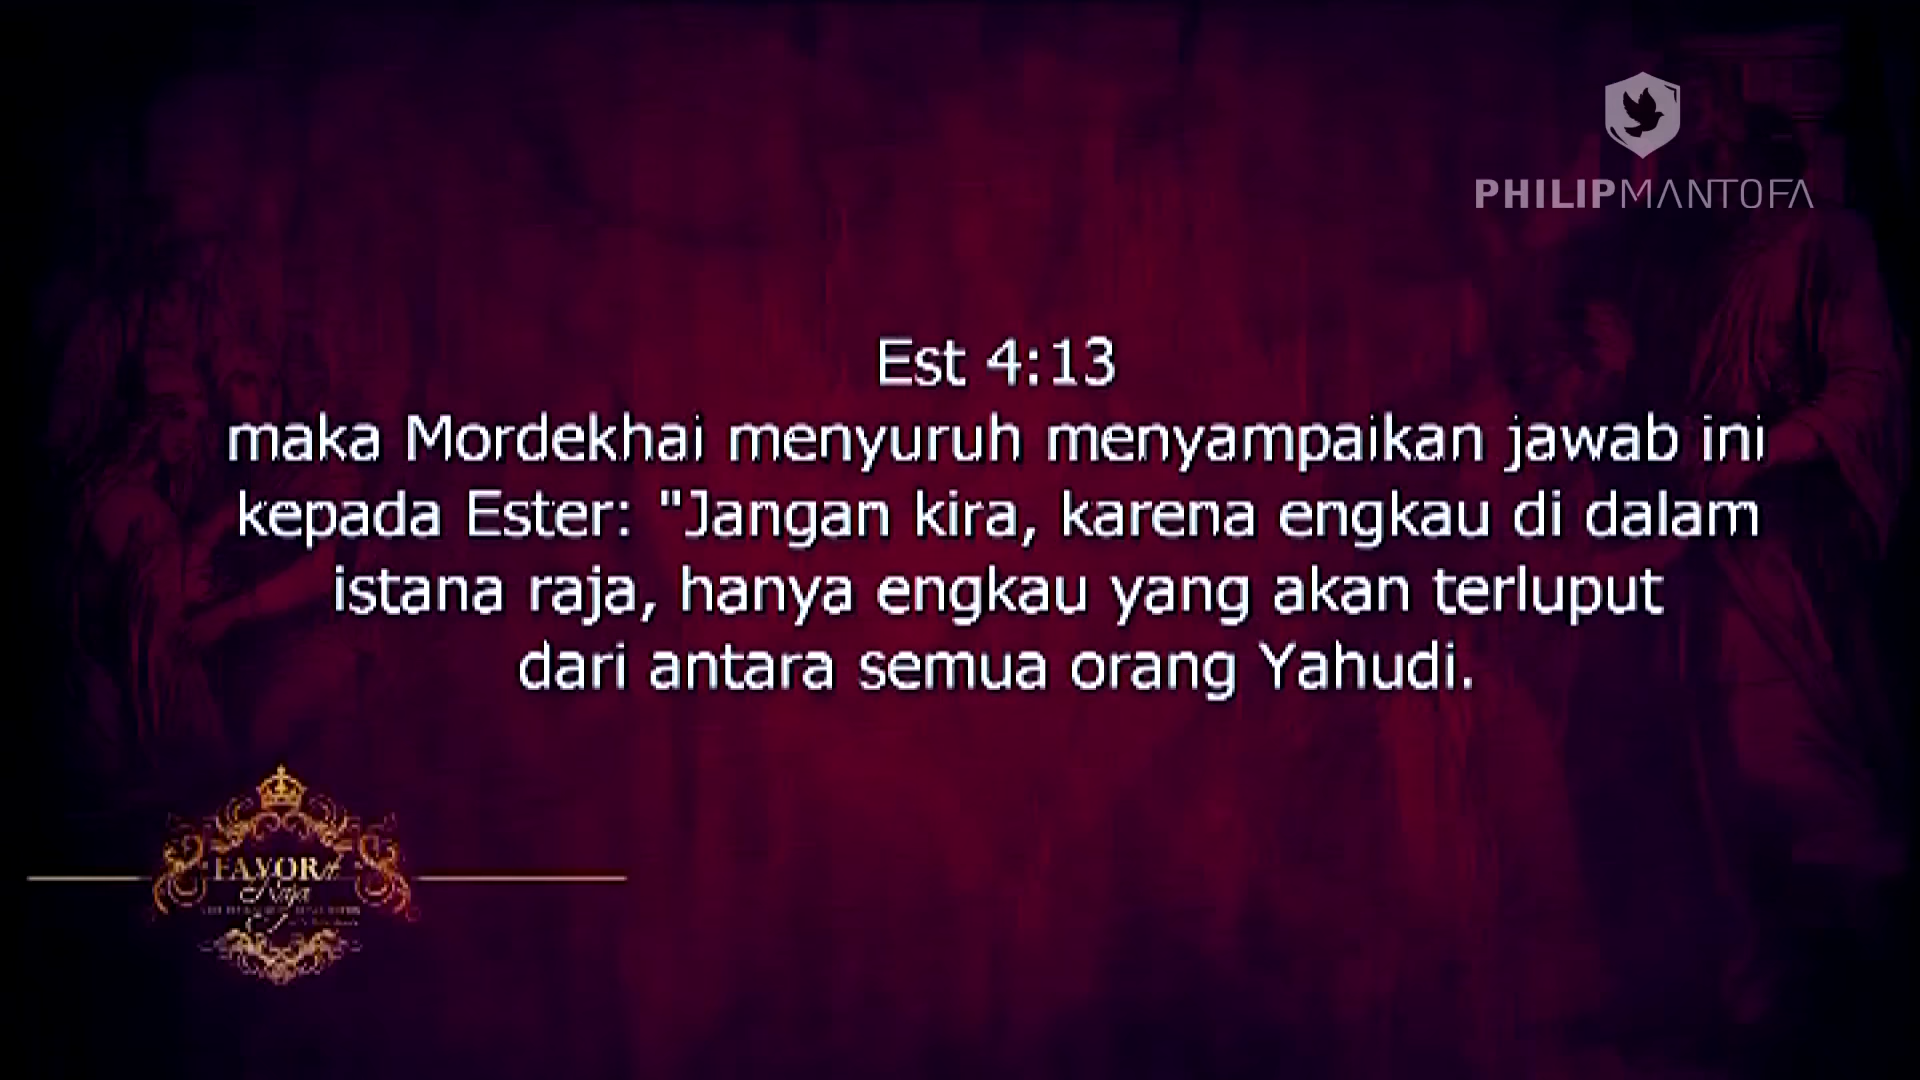 PHILIPMANTOFA
Est 4:13
maka Mordekhai menyuruh menyampaikan jawab ini
kepada Ester: "Jangan kira, karena engkau di dalam
istana raja, hanya engkau yang akan terluput
dari antara semua orang Yahudi.
FAVOR
Raja